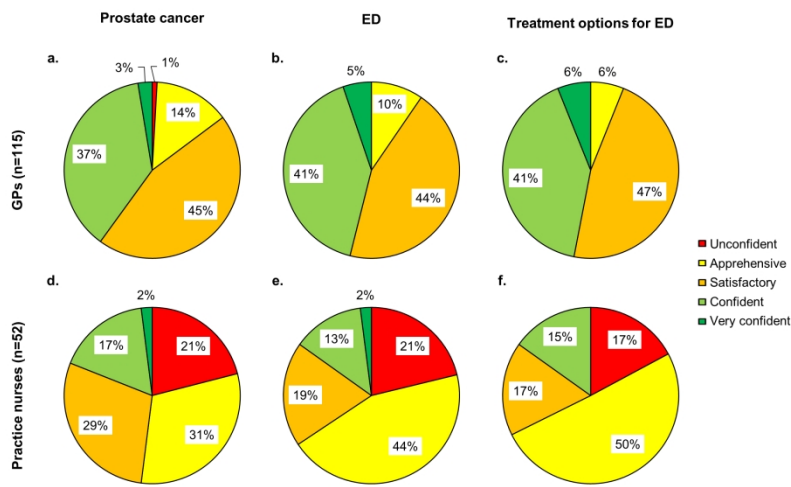 Prostate cancer
ED
Treatment options for ED
GPs (n=115)
a.
3%
1%
14%
37%
45%
b.
5%
10%
41%
44%
c.
6%
6%
41%
47%
Unconfident
Apprehensive
Satisfactory
Confident
Very confident
Practice nurses (n=52)
d.
2%
17%
21%
29%
31%
e.
2%
13%
21%
19%
44%
f.
15%
17%
17%
50%